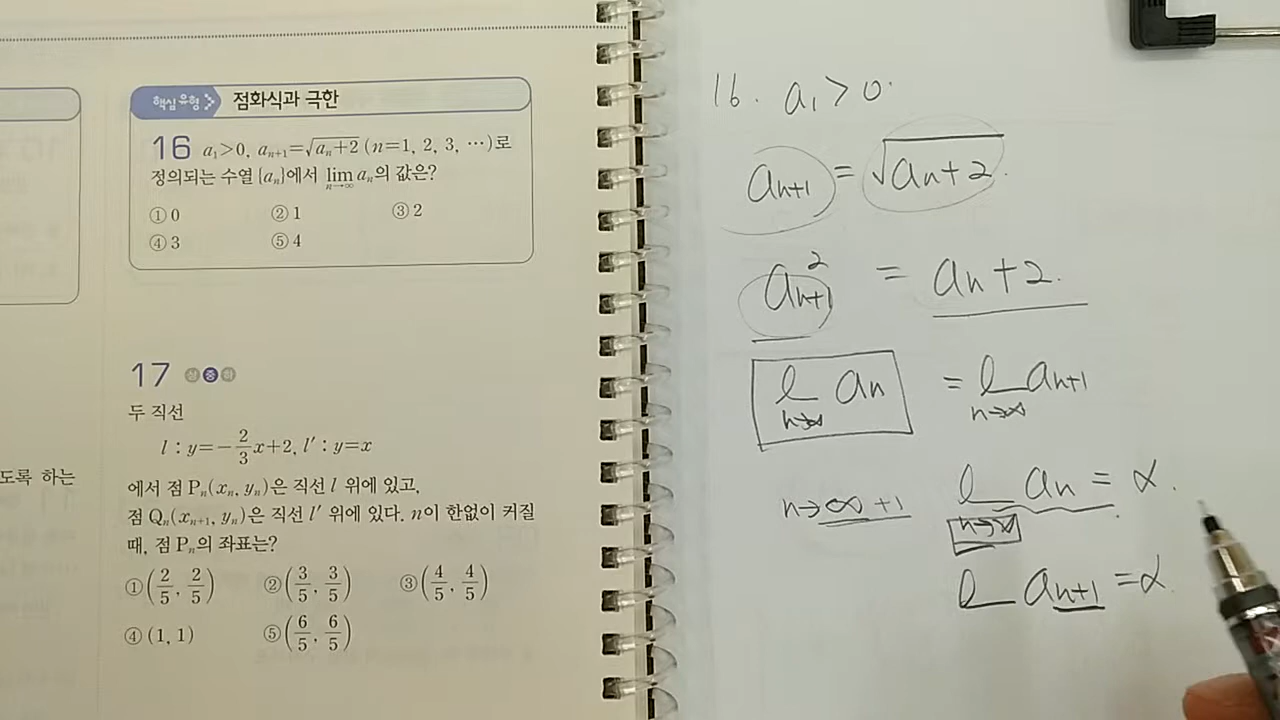 핵심유형 점화식과 극한
16 a₁>0, aₙ₊₁=√(aₙ+2) (n=1, 2, 3, ⋯)로
정의되는 수열 {aₙ}에서 lim n→∞ aₙ의 값은?
① 0 ② 1 ③ 2
④ 3 ⑤ 4
17 상 중 하
두 직선
l : y=-2/3x+2, l′ : y=x
에서 점 Pₙ(xₙ, yₙ)은 직선 l 위에 있고,
점 Qₙ(xₙ₊₁, yₙ)은 직선 l′ 위에 있다. n이 한없이 커질
때, 점 Pₙ의 좌표는?
① (2/5, 2/5) ② (3/5, 3/5) ③ (4/5, 4/5)
④ (1, 1) ⑤ (6/5, 6/5)
도록 하는
16. a₁>0.
aₙ₊₁ = √(aₙ+2).
aₙ₊₁² = aₙ+2.
l n→∞ aₙ = l n→∞ aₙ₊₁
l n→∞ aₙ = α.
n→∞+1
l aₙ₊₁ = α.